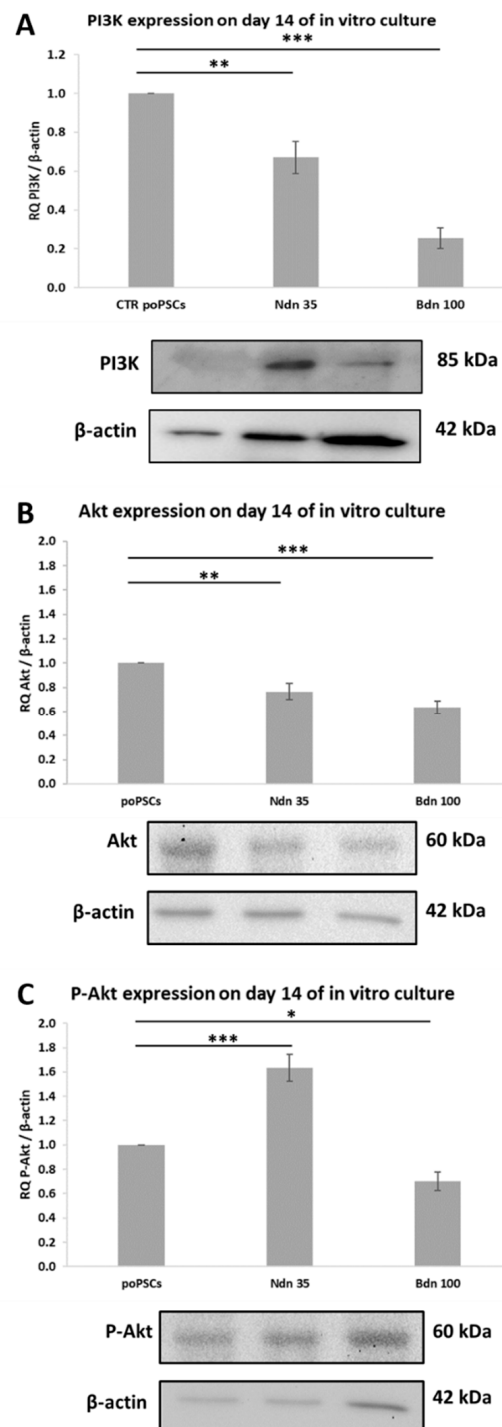 A
PI3K expression on day 14 of in vitro culture
***
**
RQ PI3K / β-actin
1.2
1.0
0.8
0.6
0.4
0.2
0.0
CTR poPSCs Ndn 35 Bdn 100
PI3K 85 kDa
β-actin 42 kDa
B
Akt expression on day 14 of in vitro culture
***
**
RQ Akt / β-actin
2.0
1.8
1.6
1.4
1.2
1.0
0.8
0.6
0.4
0.2
0.0
poPSCs Ndn 35 Bdn 100
Akt 60 kDa
β-actin 42 kDa
C
P-Akt expression on day 14 of in vitro culture
*
***
RQ P-Akt / β-actin
2.0
1.8
1.6
1.4
1.2
1.0
0.8
0.6
0.4
0.2
0.0
poPSCs Ndn 35 Bdn 100
P-Akt 60 kDa
β-actin 42 kDa